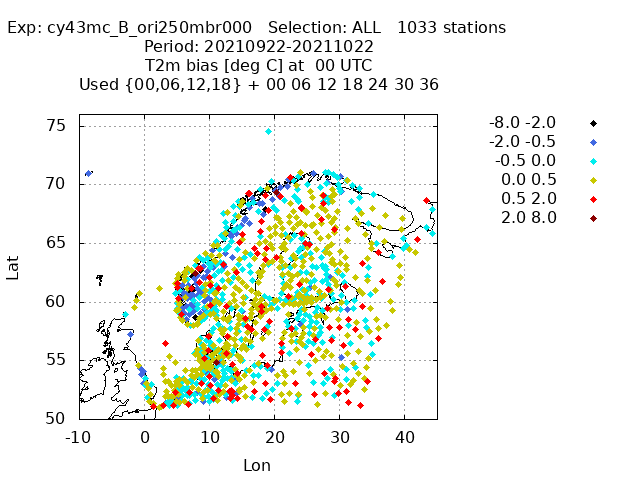 Exp: cy43mc_B_ori250mbr000   Selection: ALL   1033 stations
Period: 20210922-20211022
T2m bias [deg C] at  00 UTC
Used {00,06,12,18} + 00 06 12 18 24 30 36
-8.0 -2.0
-2.0 -0.5
-0.5 0.0
0.0 0.5
0.5 2.0
2.0 8.0
75
70
65
60
55
50
Lat
-10 0 10 20 30 40
Lon